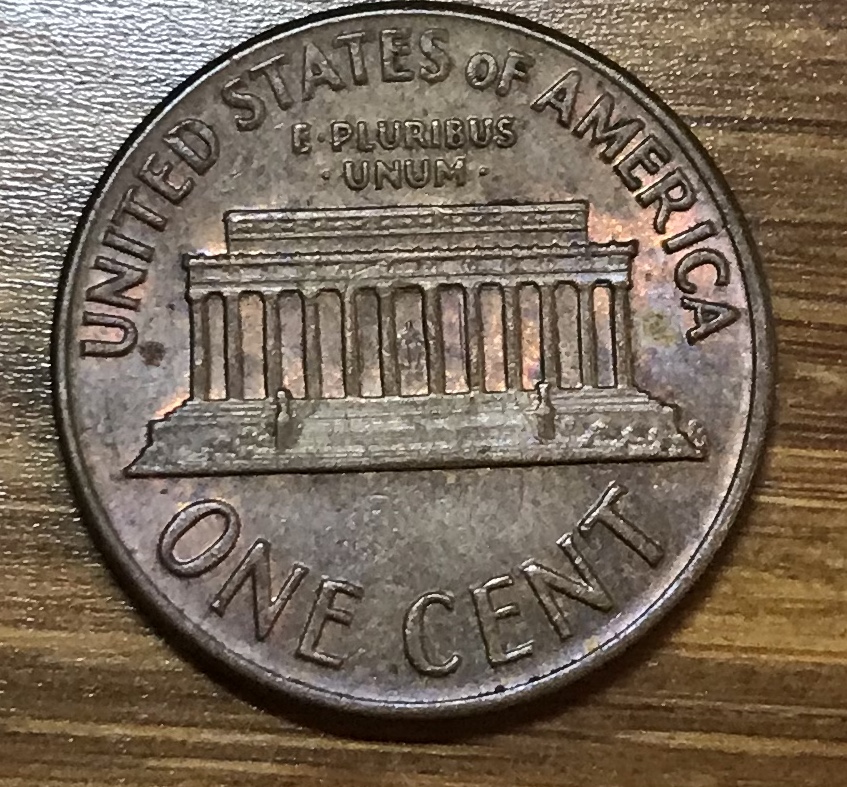 UNITED STATES OF AMERICA
E·PLURIBUS
·UNUM·
ONE CENT